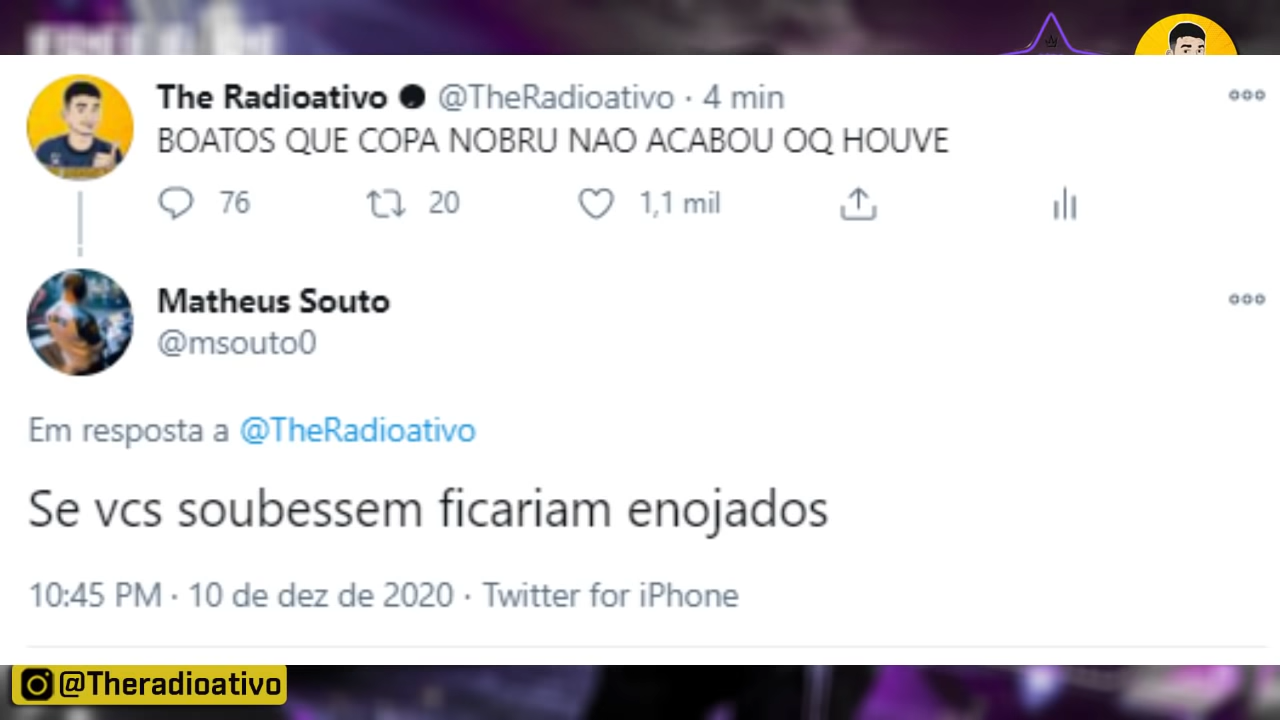 The Radioativo @TheRadioativo · 4 min
BOATOS QUE COPA NOBRU NAO ACABOU OQ HOUVE
76 20 1,1 mil
Matheus Souto
@msouto0
Em resposta a @TheRadioativo
Se vcs soubessem ficariam enojados
10:45 PM · 10 de dez de 2020 · Twitter for iPhone
@Theradioativo